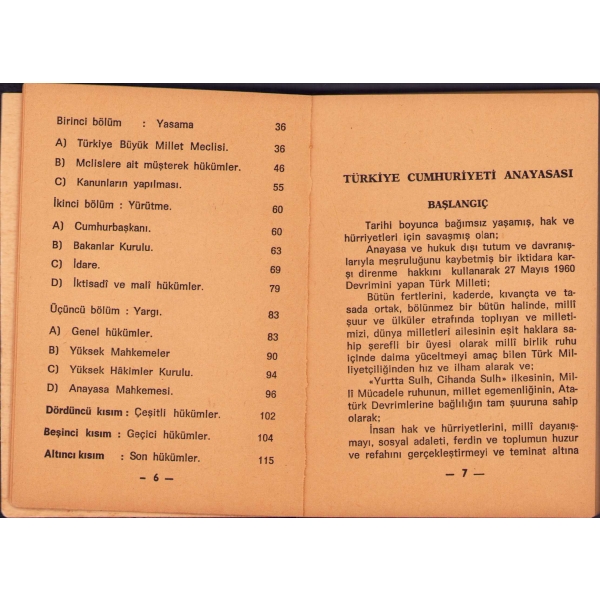 Birinci bölüm : Yasama 36
A) Türkiye Büyük Millet Meclisi. 36
B) Mclislere ait müşterek hükümler. 46
C) Kanunların yapılması. 55
İkinci bölüm : Yürütme. 60
A) Cumhurbaşkanı. 60
B) Bakanlar Kurulu. 63
C) İdare. 69
D) İktisadî ve malî hükümler. 79
Üçüncü bölüm : Yargı. 83
A) Genel hükümler. 83
B) Yüksek Mahkemeler 90
C) Yüksek Hâkimler Kurulu. 94
D) Anayasa Mahkemesi. 96
Dördüncü kısım : Çeşitli hükümler. 102
Beşinci kısım : Geçici hükümler. 104
Altıncı kısım : Son hükümler. 115
— 6 —
TÜRKİYE CUMHURİYETİ ANAYASASI
BAŞLANGIÇ
Tarihi boyunca bağımsız yaşamış, hak ve
hürriyetleri için savaşmış olan;
Anayasa ve hukuk dışı tutum ve davranış-
larıyla meşruluğunu kaybetmiş bir iktidara kar-
şı direnme hakkını kullanarak 27 Mayıs 1960
Devrimini yapan Türk Milleti;
Bütün fertlerini, kaderde, kıvançta ve ta-
sada ortak, bölünmez bir bütün halinde, millî
şuur ve ülküler etrafında toplıyan ve milleti-
mizi, dünya milletleri ailesinin eşit haklara sa-
hip şerefli bir üyesi olarak millî birlik ruhu
içinde daima yüceltmeyi amaç bilen Türk Mil-
liyetçiliğinden hız ve ilham alarak ve;
«Yurtta Sulh, Cihanda Sulh» ilkesinin, Mil-
lî Mücadele ruhunun, millet egemenliğinin, Ata-
türk Devrimlerine bağlılığın tam şuuruna sahip
olarak;
İnsan hak ve hürriyetlerini, millî dayanış-
mayı, sosyal adaleti, ferdin ve toplumun huzur
ve refahını gerçekleştirmeyi ve teminat altına
— 7 —